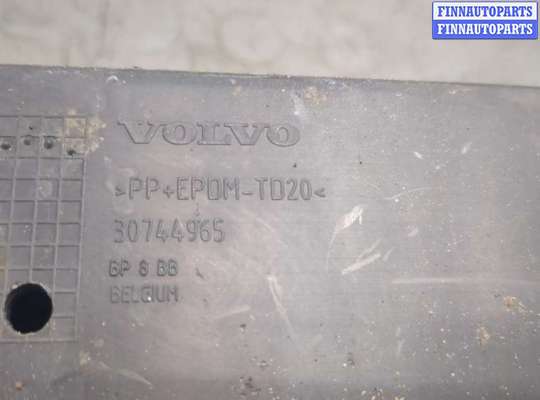 FINNAUTOPARTS
FINNAUTOPARTS
VOLVO
>PP+EPDM-TD20<
30744965
GP 8 BB
BELGIUM